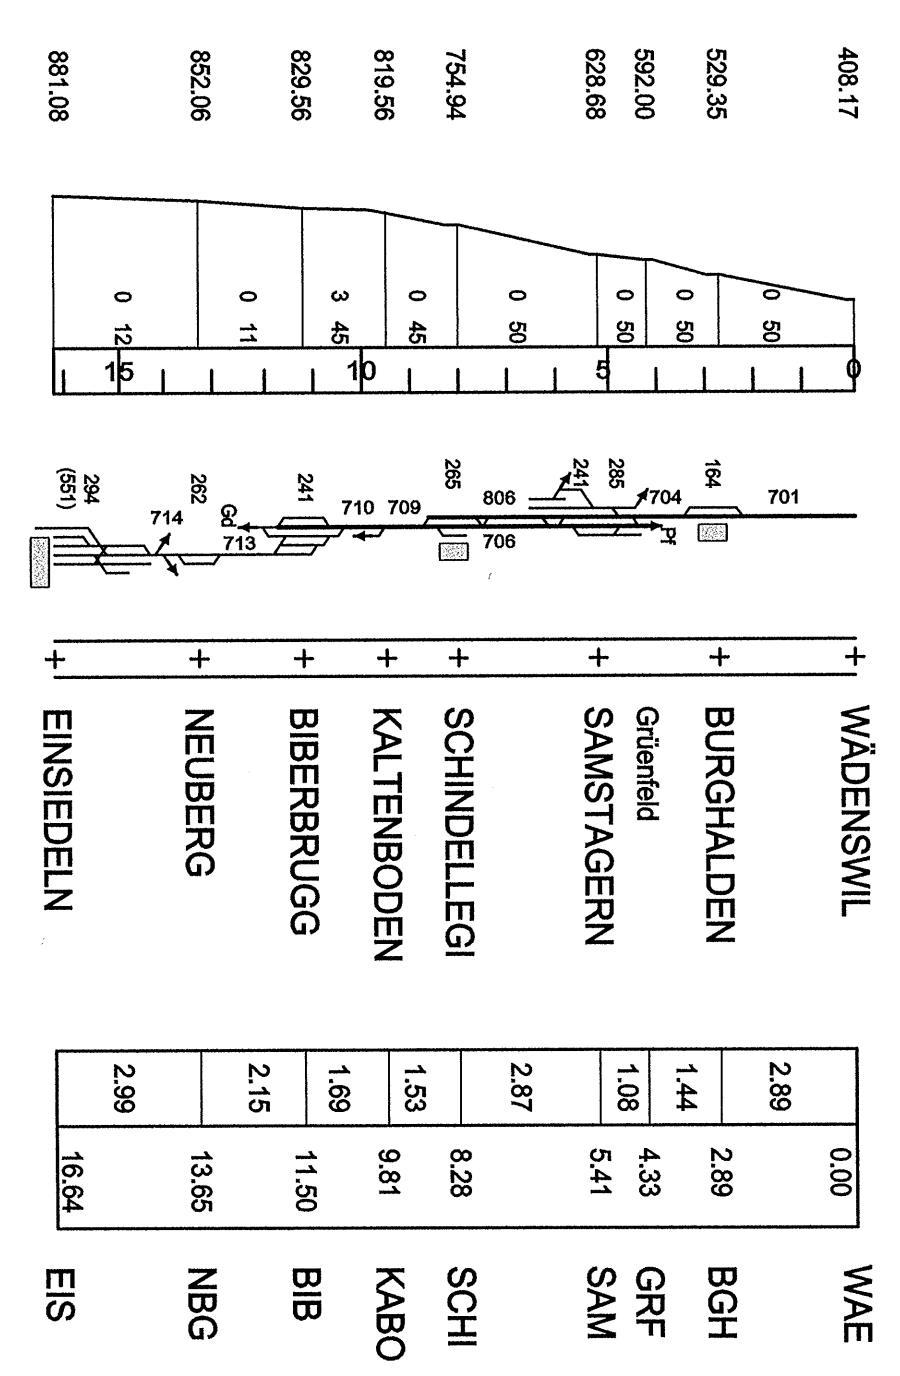 408.17 0 WÄDENSWIL 0.00 WAE
0 50 701 2.89
529.35 164 BURGHALDEN 2.89 BGH
0 50 704 Pf 1.44
592.00 285 Grüenfeld 4.33 GRF
0 50 1.08
628.68 5 241 SAMSTAGERN 5.41 SAM
0 50 806 706 2.87
754.94 265 SCHINDELLEGI 8.28 SCHI
0 45 709 1.53
819.56 10 710 KALTENBODEN 9.81 KABO
3 45 1.69
829.56 241 BIBERBRUGG 11.50 BIB
0 11 Gd 713 2.15
852.06 262 NEUBERG 13.65 NBG
0 12 15 714 2.99
294
(551)
881.08 EINSIEDELN 16.64 EIS